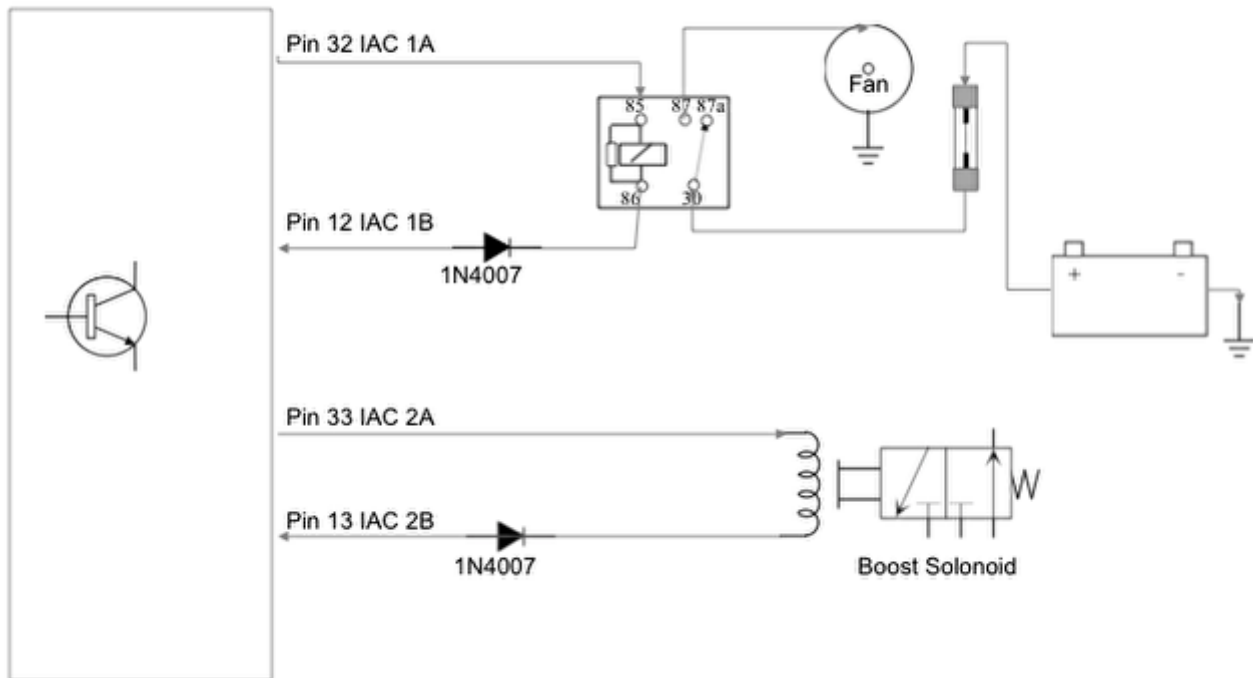 Pin 32 IAC 1A
85 87 87a
Fan
86 30
Pin 12 IAC 1B
1N4007
+ -
Pin 33 IAC 2A
Pin 13 IAC 2B
1N4007
Boost Solonoid